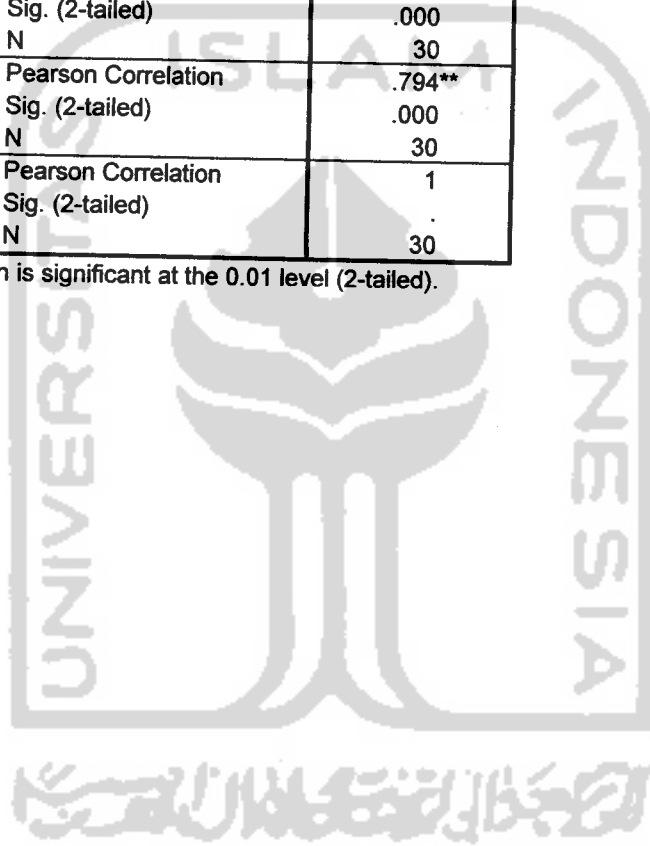 Sig. (2-tailed) .000
N 30
Pearson Correlation .794**
Sig. (2-tailed) .000
N 30
Pearson Correlation 1
Sig. (2-tailed) .
N 30
is significant at the 0.01 level (2-tailed).
UNIVERSITAS
ISLAM
INDONESIA